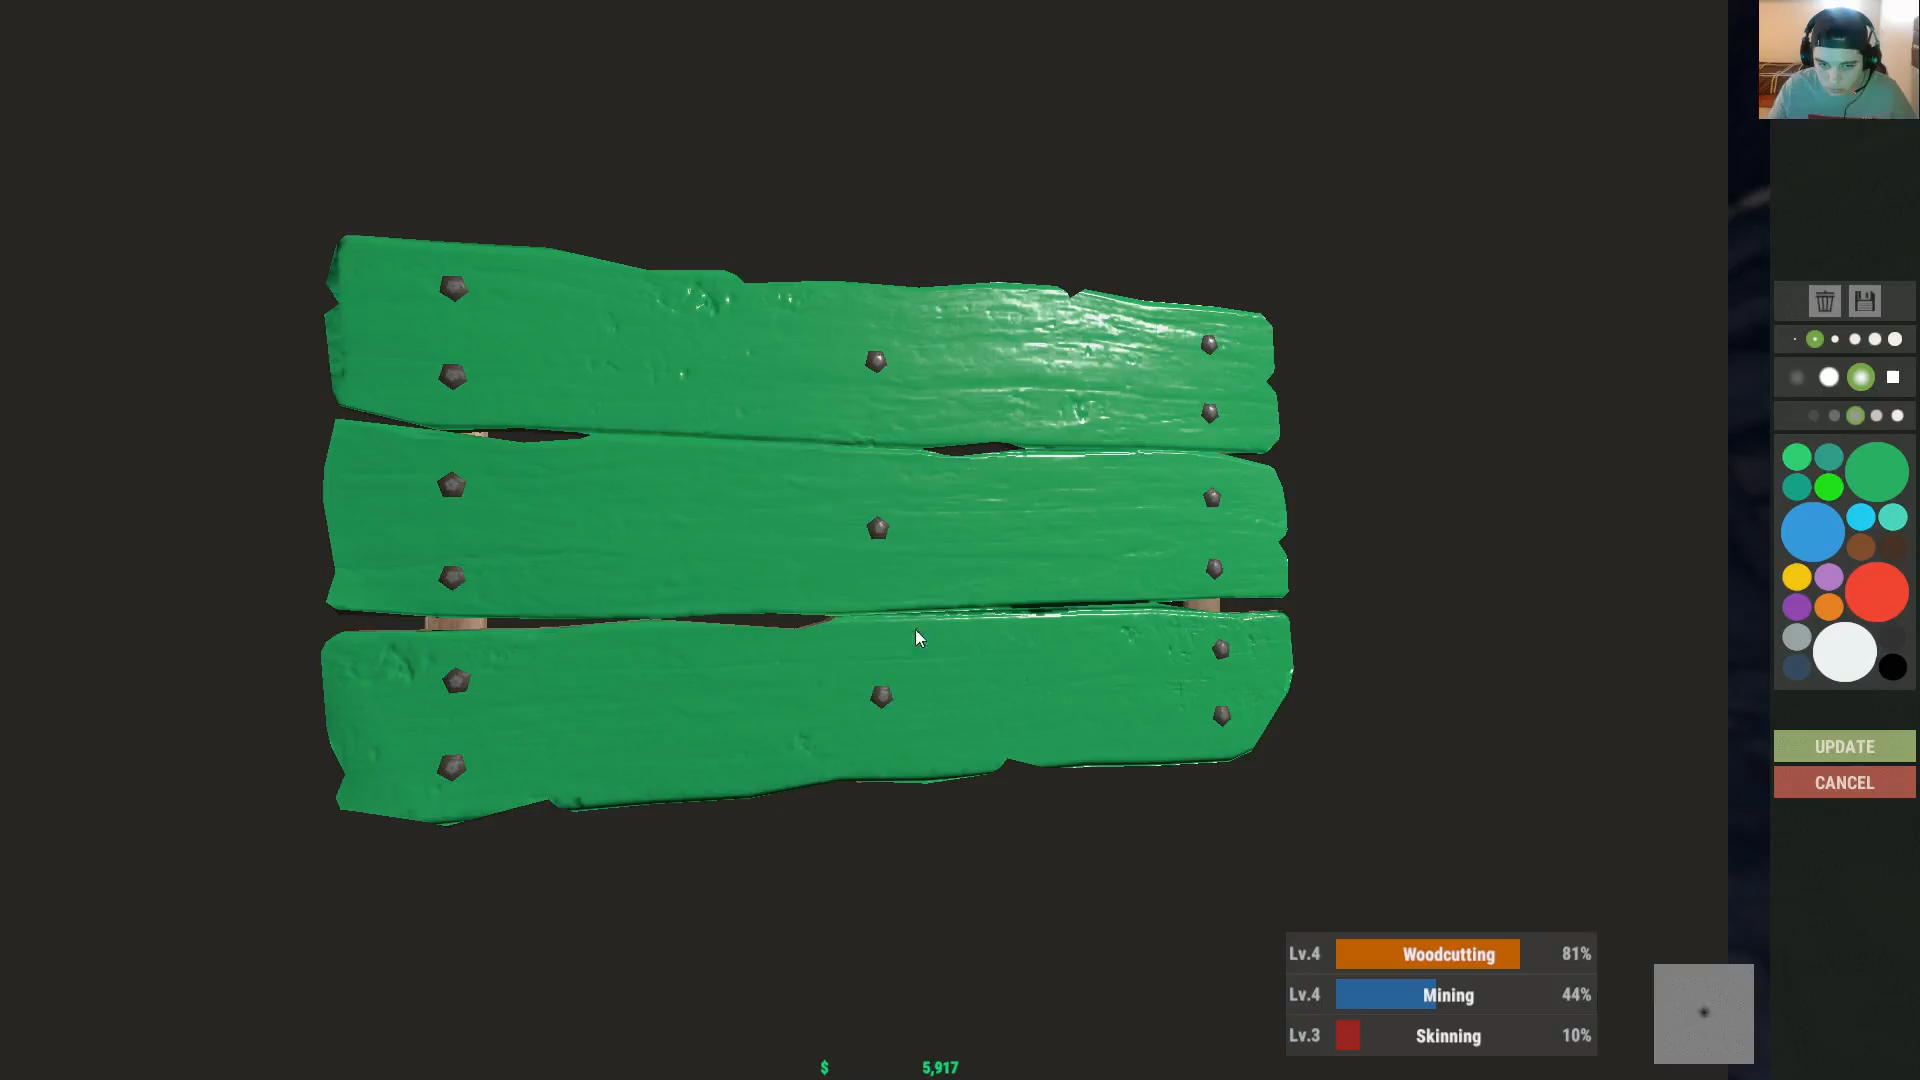 UPDATE
CANCEL
Lv.4 Woodcutting 81%
Lv.4 Mining 44%
Lv.3 Skinning 10%
$ 5,917